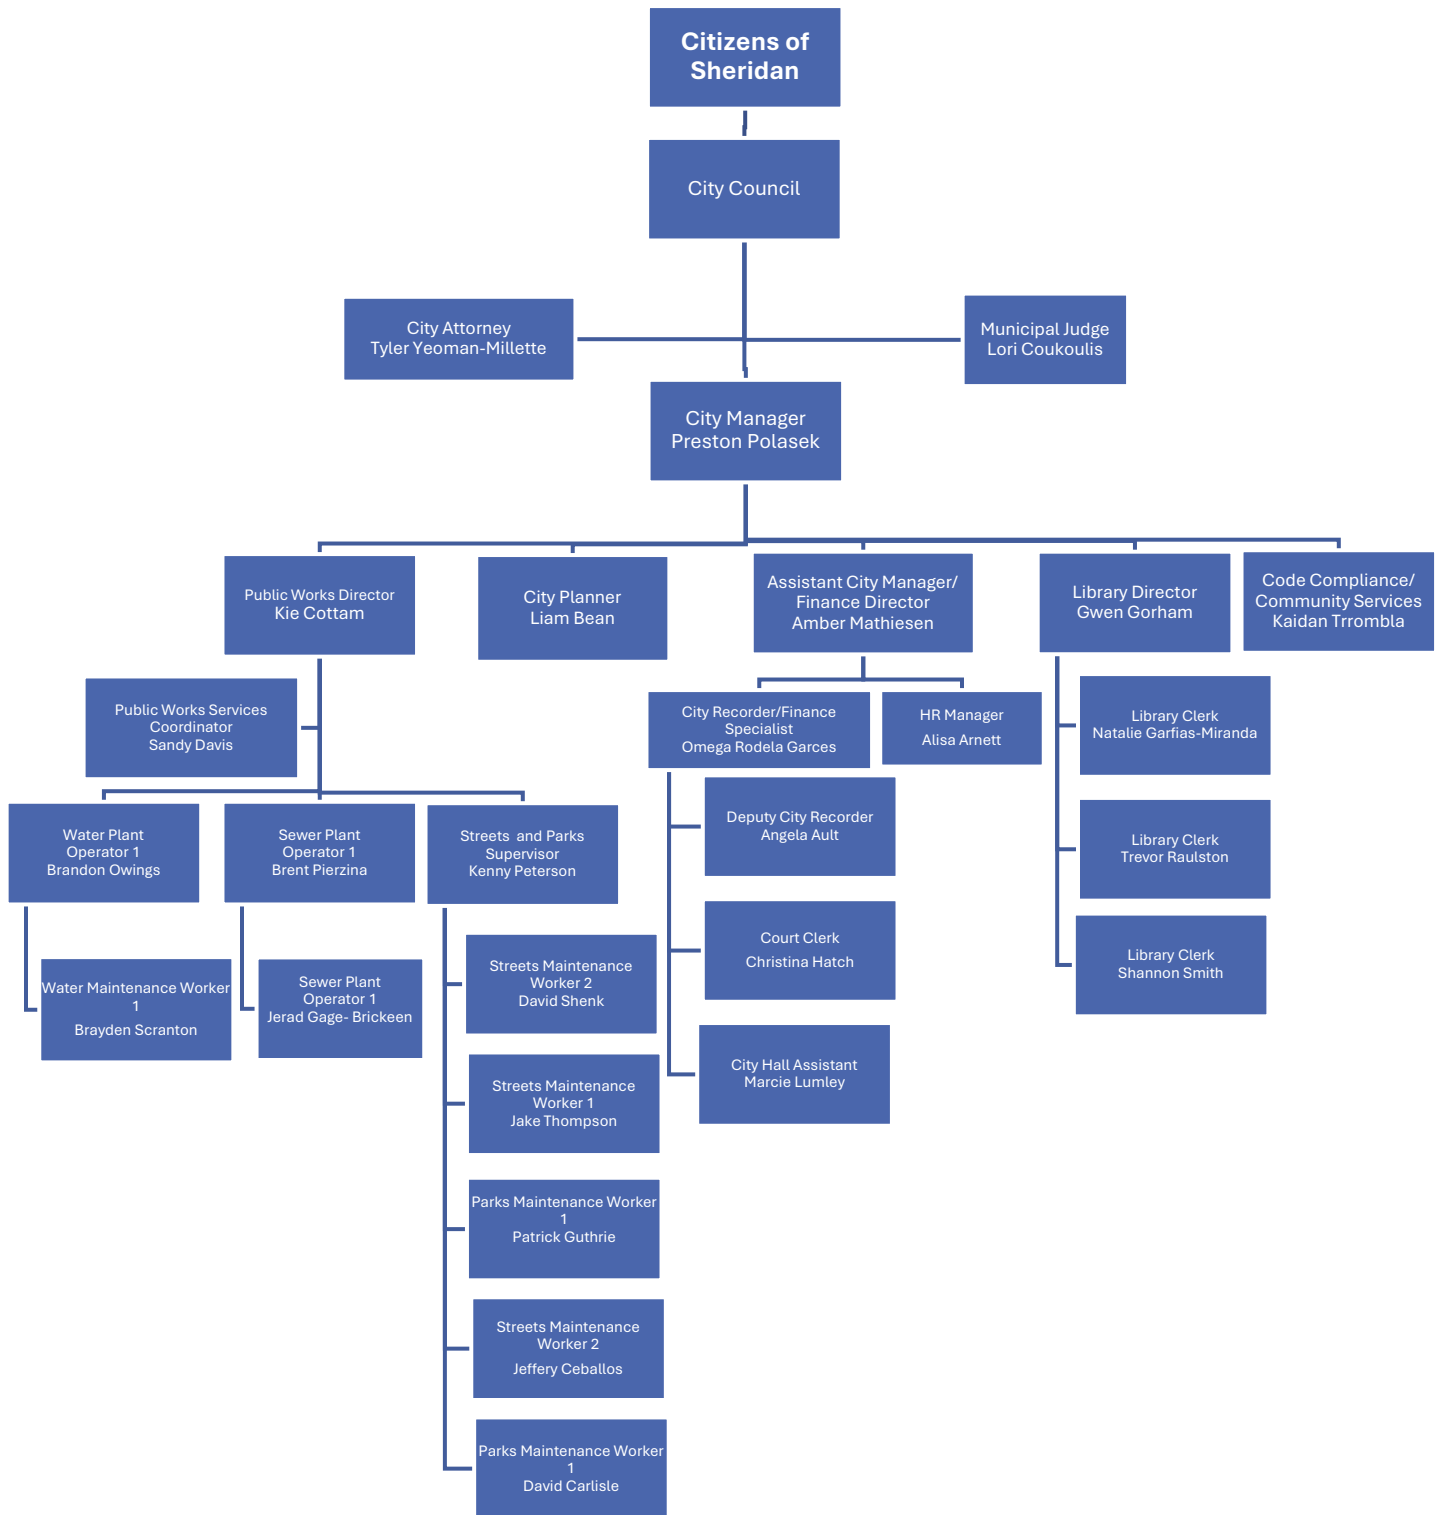 Citizens of
Sheridan
City Council
City Attorney
Tyler Yeoman-Millette
Municipal Judge
Lori Coukoulis
City Manager
Preston Polasek
Public Works Director
Kie Cottam
City Planner
Liam Bean
Assistant City Manager/
Finance Director
Amber Mathiesen
Library Director
Gwen Gorham
Code Compliance/
Community Services
Kaidan Trrombla
Public Works Services
Coordinator
Sandy Davis
City Recorder/Finance
Specialist
Omega Rodela Garces
HR Manager
Alisa Arnett
Library Clerk
Natalie Garfias-Miranda
Water Plant
Operator 1
Brandon Owings
Sewer Plant
Operator 1
Brent Pierzina
Streets and Parks
Supervisor
Kenny Peterson
Deputy City Recorder
Angela Ault
Library Clerk
Trevor Raulston
Water Maintenance Worker
1
Brayden Scranton
Sewer Plant
Operator 1
Jerad Gage- Brickeen
Streets Maintenance
Worker 2
David Shenk
Court Clerk
Christina Hatch
Library Clerk
Shannon Smith
Streets Maintenance
Worker 1
Jake Thompson
City Hall Assistant
Marcie Lumley
Parks Maintenance Worker
1
Patrick Guthrie
Streets Maintenance
Worker 2
Jeffery Ceballos
Parks Maintenance Worker
1
David Carlisle